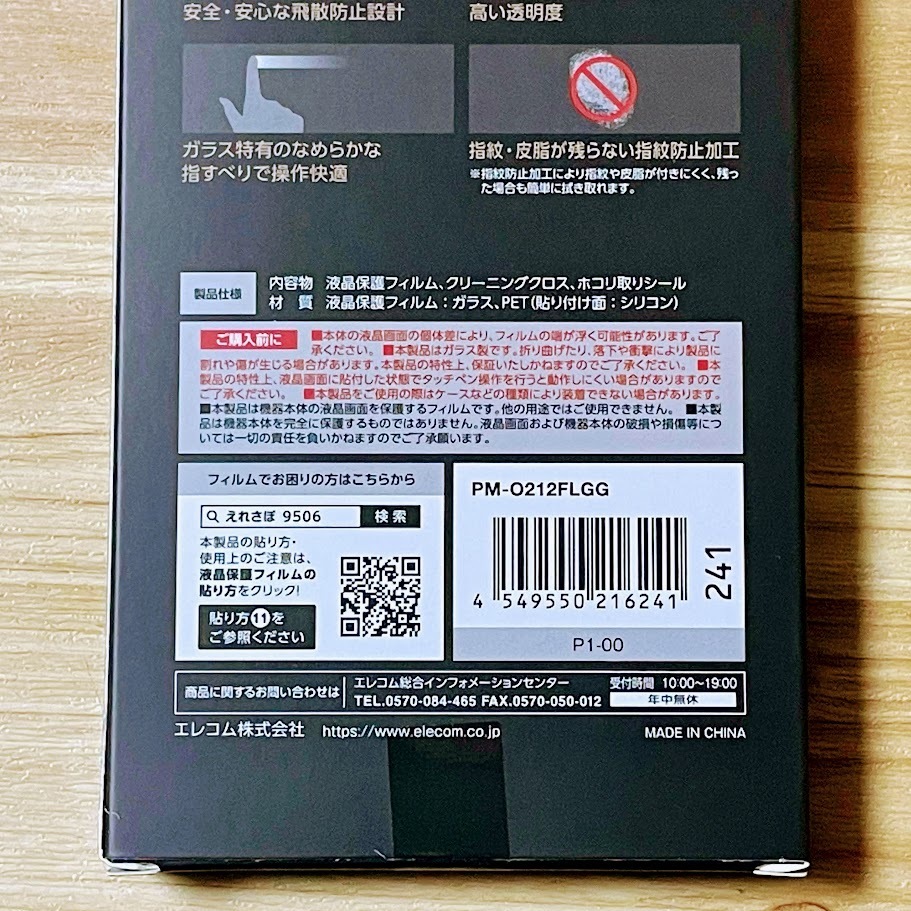 安全・安心な飛散防止設計
高い透明度
ガラス特有のなめらかな
指すべりで操作快適
指紋・皮脂が残らない指紋防止加工
※指紋防止加工により指紋や皮脂が付きにくく、残っ
た場合も簡単に拭き取れます。
製品仕様
内容物 液晶保護フィルム、クリーニングクロス、ホコリ取りシール
材 質 液晶保護フィルム：ガラス、PET（貼り付け面：シリコン）
ご購入前に
■本体の液晶画面の個体差により、フィルムの端が浮く可能性があります。ご了
承ください。 ■本製品はガラス製です。折り曲げたり、落下や衝撃により製品に
割れや傷が生じる場合があります。本製品の特性上、保証いたしかねますのでご了承ください。 ■本
製品の特性上、液晶画面に貼付した状態でタッチペン操作を行うと動作しにくい場合がありますので
ご了承ください。 ■本製品をご使用の際はケースなどの種類により装着できない場合があります。
■本製品は機器本体の液晶画面を保護するフィルムです。他の用途ではご使用できません。 ■本製
品は機器本体を完全に保護するものではありません。液晶画面および機器本体の破損や損傷等につ
いては一切の責任を負いかねますのでご了承願います。
フィルムでお困りの方はこちらから
えれさぽ 9506 検索
本製品の貼り方・
使用上のご注意は、
液晶保護フィルムの
貼り方をクリック!
貼り方⑪を
ご参照ください
PM-O212FLGG
4 549550 216241
241
P1-00
商品に関するお問い合わせは
エレコム総合インフォメーションセンター
TEL.0570-084-465 FAX.0570-050-012
受付時間 10:00~19:00
年中無休
エレコム株式会社 https://www.elecom.co.jp
MADE IN CHINA